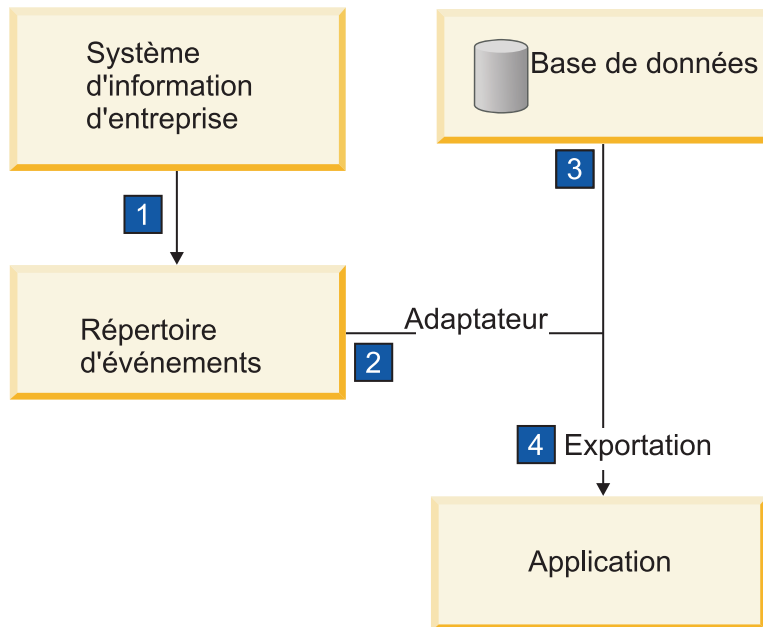 Système
d'information
d'entreprise
Base de données
1
3
Répertoire
d'événements
Adaptateur
2
4 Exportation
Application